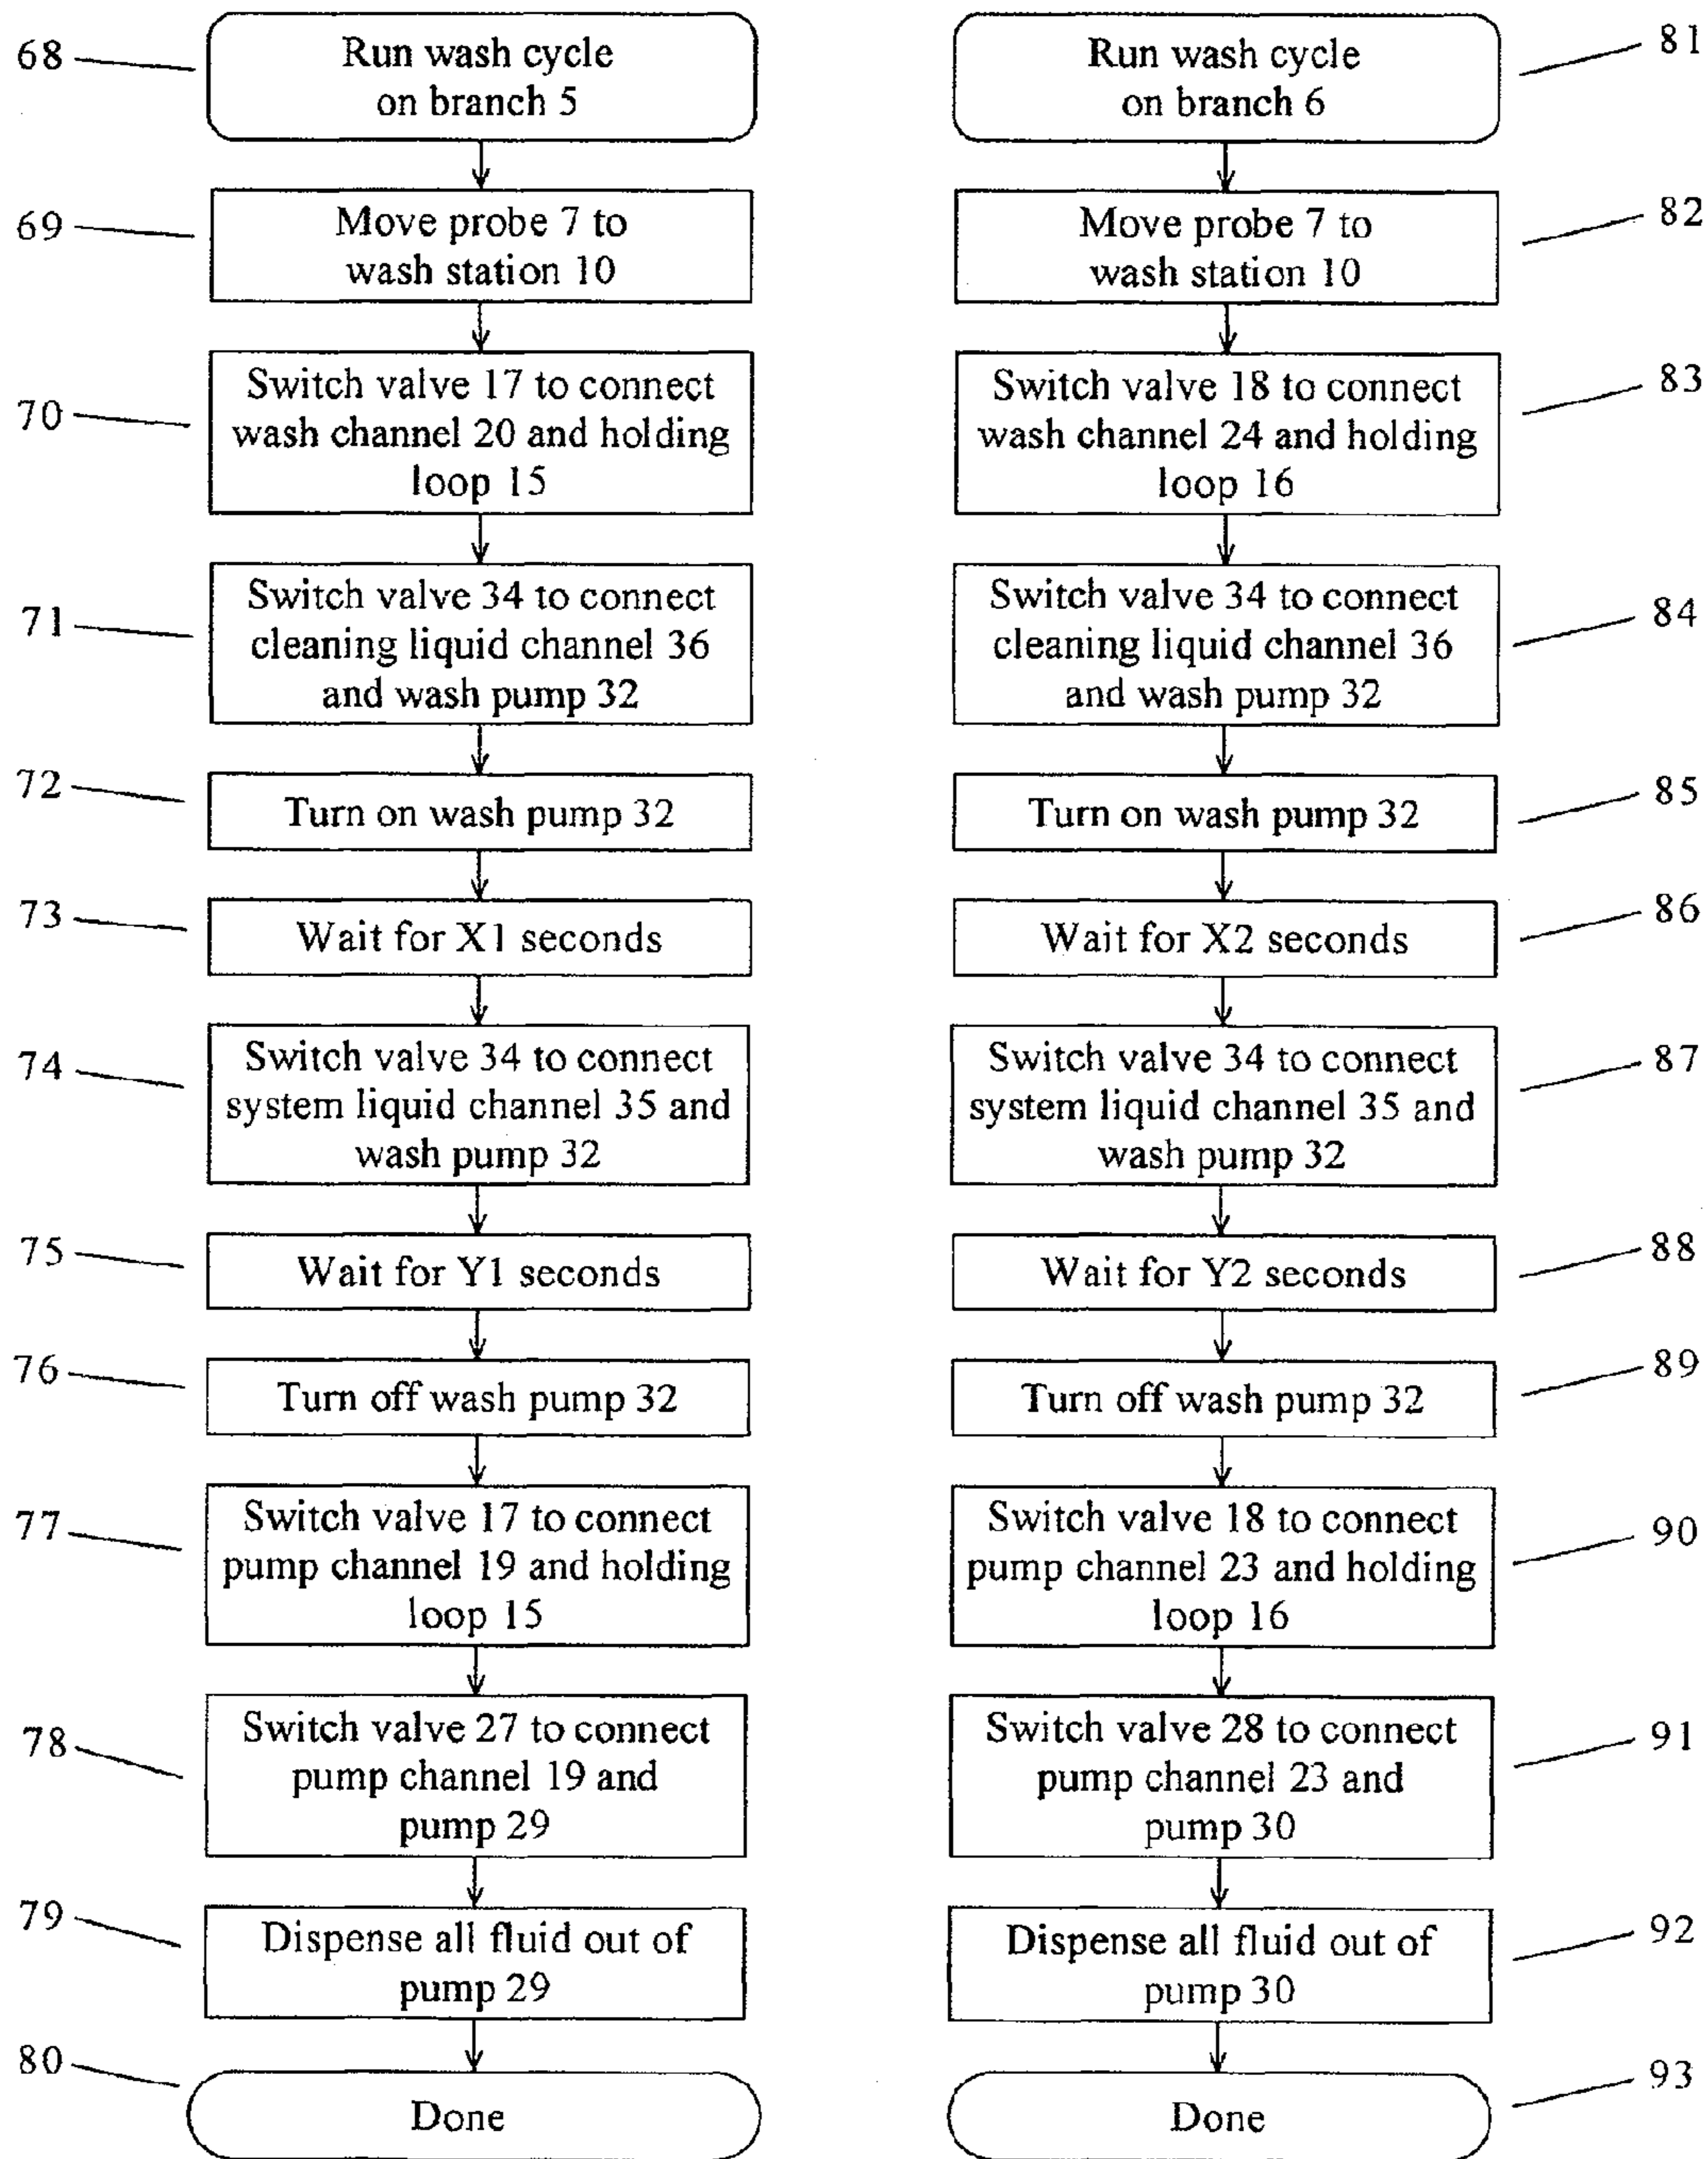 68
Run wash cycle
on branch 5
69
Move probe 7 to
wash station 10
70
Switch valve 17 to connect
wash channel 20 and holding
loop 15
71
Switch valve 34 to connect
cleaning liquid channel 36
and wash pump 32
72
Turn on wash pump 32
73
Wait for X1 seconds
74
Switch valve 34 to connect
system liquid channel 35 and
wash pump 32
75
Wait for Y1 seconds
76
Turn off wash pump 32
77
Switch valve 17 to connect
pump channel 19 and holding
loop 15
78
Switch valve 27 to connect
pump channel 19 and
pump 29
79
Dispense all fluid out of
pump 29
80
Done
81
Run wash cycle
on branch 6
82
Move probe 7 to
wash station 10
83
Switch valve 18 to connect
wash channel 24 and holding
loop 16
84
Switch valve 34 to connect
cleaning liquid channel 36
and wash pump 32
85
Turn on wash pump 32
86
Wait for X2 seconds
87
Switch valve 34 to connect
system liquid channel 35 and
wash pump 32
88
Wait for Y2 seconds
89
Turn off wash pump 32
90
Switch valve 18 to connect
pump channel 23 and holding
loop 16
91
Switch valve 28 to connect
pump channel 23 and
pump 30
92
Dispense all fluid out of
pump 30
93
Done